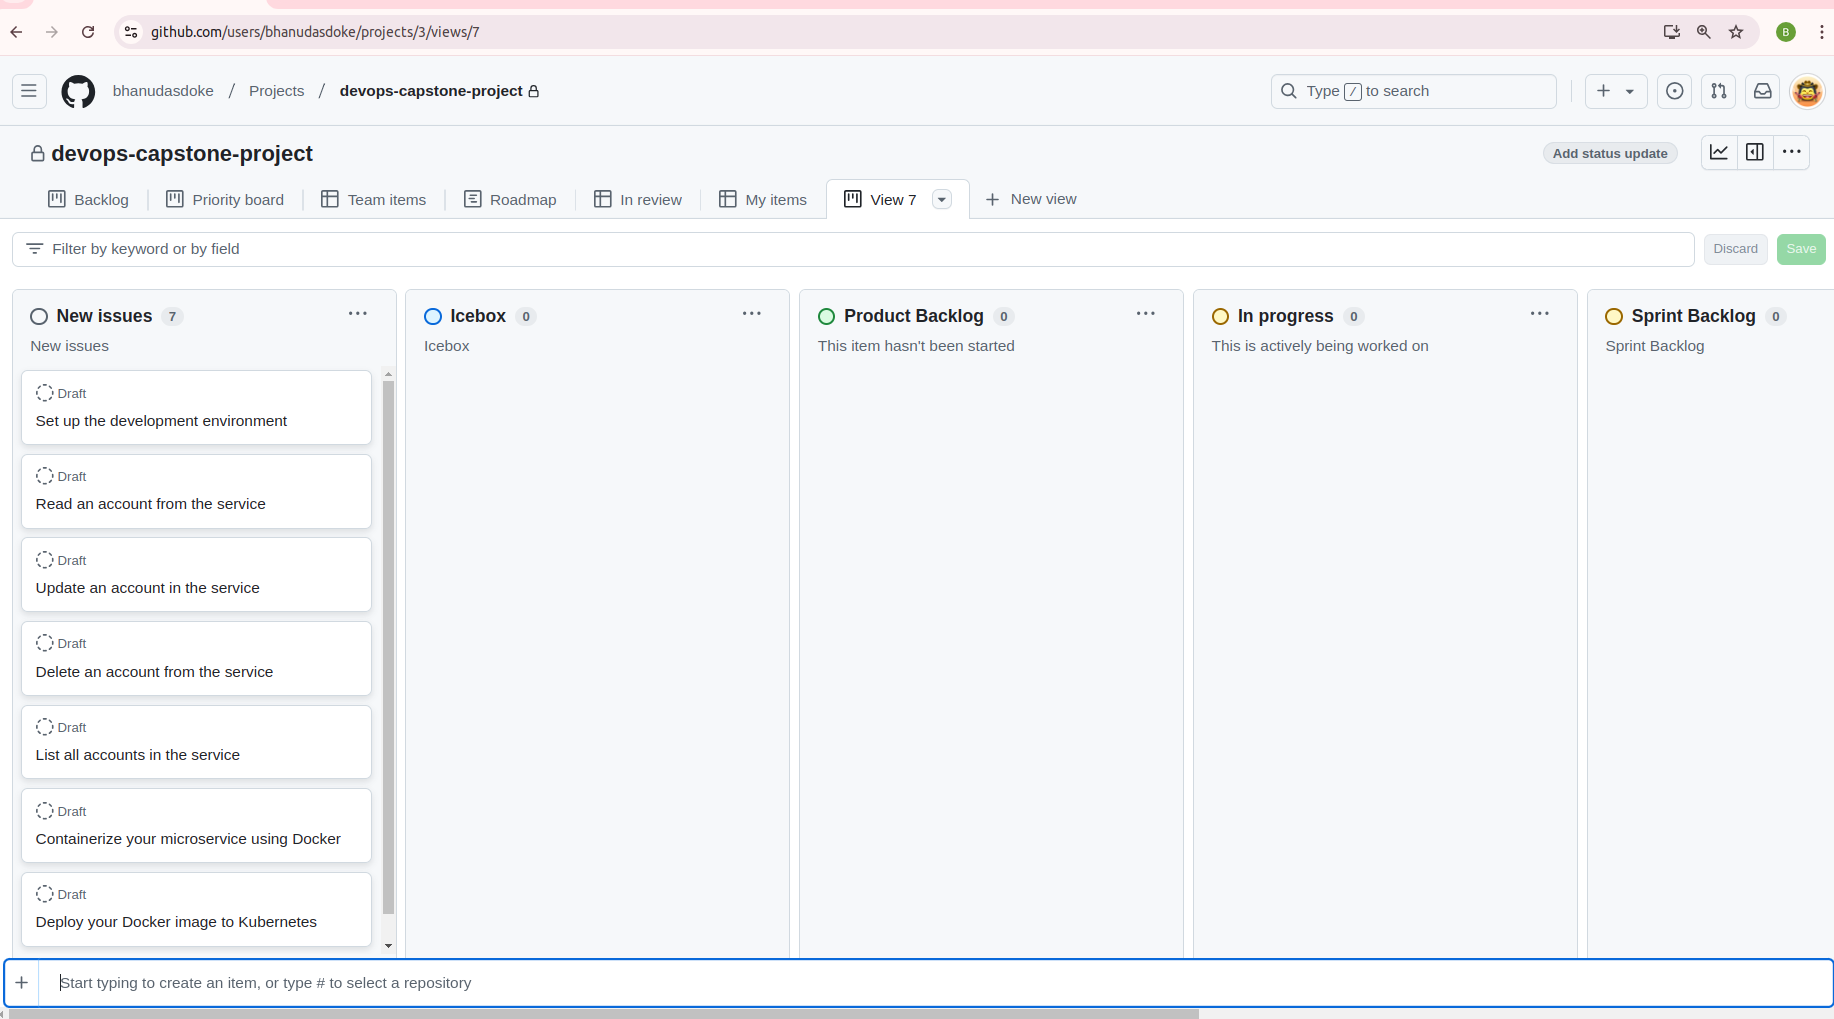 github.com/users/bhanudasdoke/projects/3/views/7
B
bhanudasdoke / Projects / devops-capstone-project
Type / to search
devops-capstone-project
Add status update
Backlog
Priority board
Team items
Roadmap
In review
My items
View 7
New view
Filter by keyword or by field
Discard
Save
New issues 7
New issues
Draft
Set up the development environment
Draft
Read an account from the service
Draft
Update an account in the service
Draft
Delete an account from the service
Draft
List all accounts in the service
Draft
Containerize your microservice using Docker
Draft
Deploy your Docker image to Kubernetes
Icebox 0
Icebox
Product Backlog 0
This item hasn't been started
In progress 0
This is actively being worked on
Sprint Backlog 0
Sprint Backlog
Start typing to create an item, or type # to select a repository